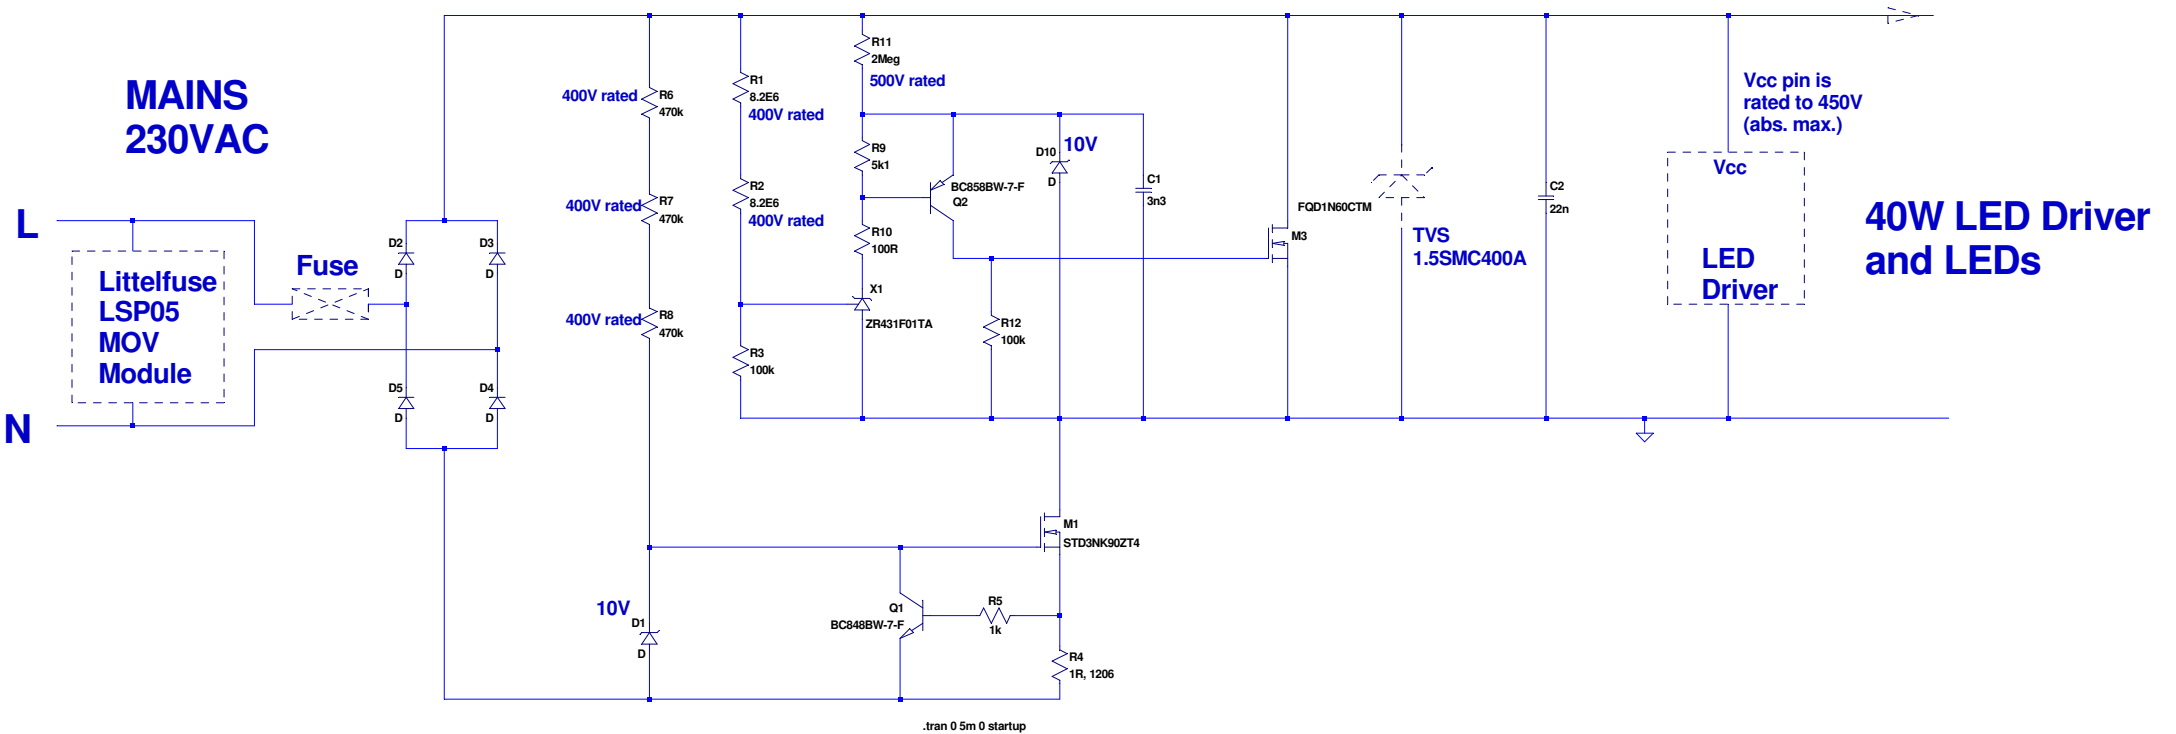 MAINS
230VAC
L
N
Littelfuse
LSP05
MOV
Module
Fuse
D2
D
D3
D
D5
D
D4
D
400V rated
R6
470k
400V rated
R7
470k
400V rated
R8
470k
R1
8.2E6
400V rated
R2
8.2E6
400V rated
R3
100k
R11
2Meg
500V rated
R9
5k1
R10
100R
X1
ZR431F01TA
BC858BW-7-F
Q2
10V
D10
D
C1
3n3
R12
100k
FQD1N60CTM
M3
TVS
1.5SMC400A
C2
22n
Vcc pin is
rated to 450V
(abs. max.)
Vcc
LED
Driver
40W LED Driver
and LEDs
M1
STD3NK90ZT4
10V
D1
D
Q1
BC848BW-7-F
R5
1k
R4
1R, 1206
.tran 0 5m 0 startup